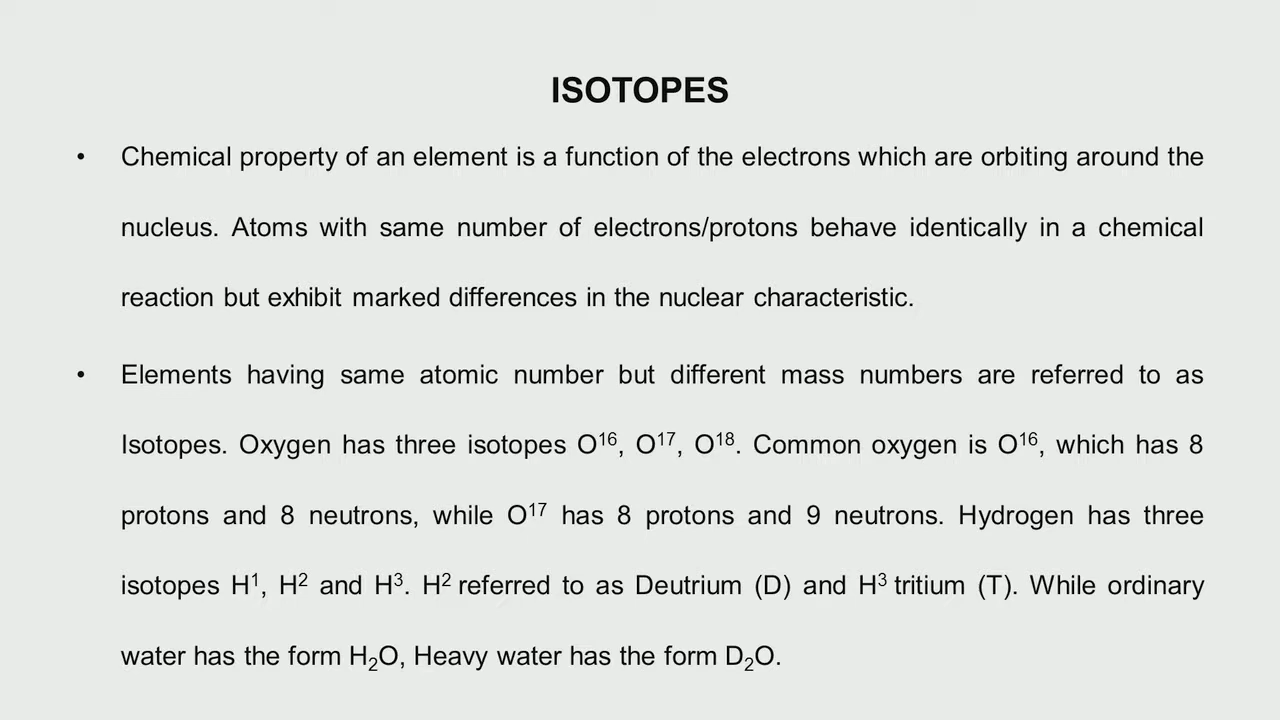 ISOTOPES
• Chemical property of an element is a function of the electrons which are orbiting around the
nucleus. Atoms with same number of electrons/protons behave identically in a chemical
reaction but exhibit marked differences in the nuclear characteristic.
• Elements having same atomic number but different mass numbers are referred to as
Isotopes. Oxygen has three isotopes O¹⁶, O¹⁷, O¹⁸. Common oxygen is O¹⁶, which has 8
protons and 8 neutrons, while O¹⁷ has 8 protons and 9 neutrons. Hydrogen has three
isotopes H¹, H² and H³. H² referred to as Deutrium (D) and H³ tritium (T). While ordinary
water has the form H₂O, Heavy water has the form D₂O.